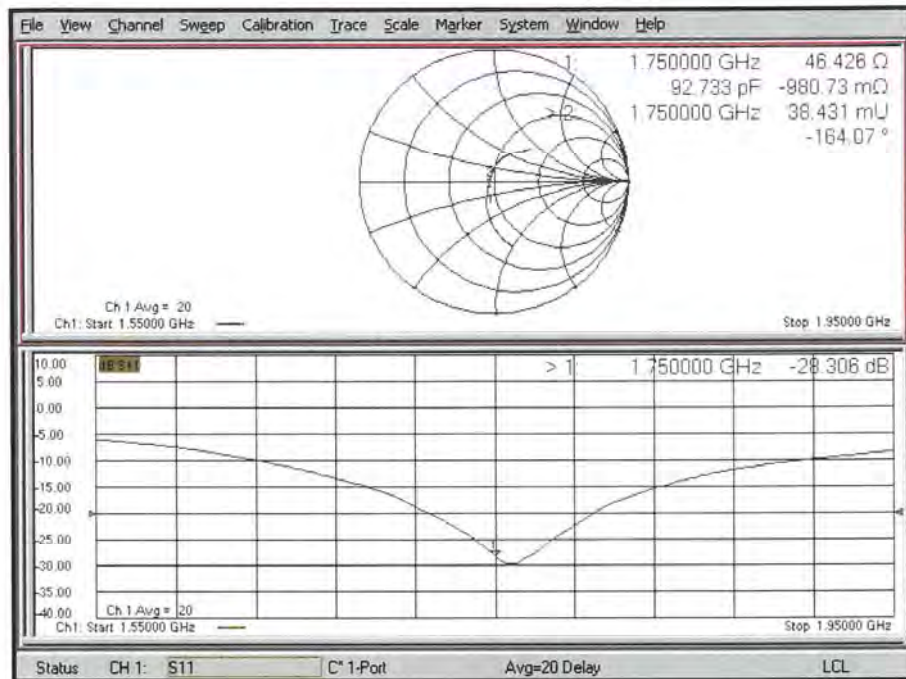 File View Channel Sweep Calibration Trace Scale Marker System Window Help
1: 1.750000 GHz 46.426 Ω
92.733 pF -980.73 mΩ
> 2: 1.750000 GHz 38.431 mU
-164.07 °
Ch 1 Avg = 20
Ch1: Start 1.55000 GHz
Stop 1.95000 GHz
10.00
5.00
0.00
-5.00
-10.00
-15.00
-20.00
-25.00
-30.00
-35.00
-40.00
> 1: 1.750000 GHz -28.306 dB
1
Ch 1 Avg = 20
Ch1: Start 1.55000 GHz
Stop 1.95000 GHz
Status CH 1: S11 C* 1-Port Avg=20 Delay LCL